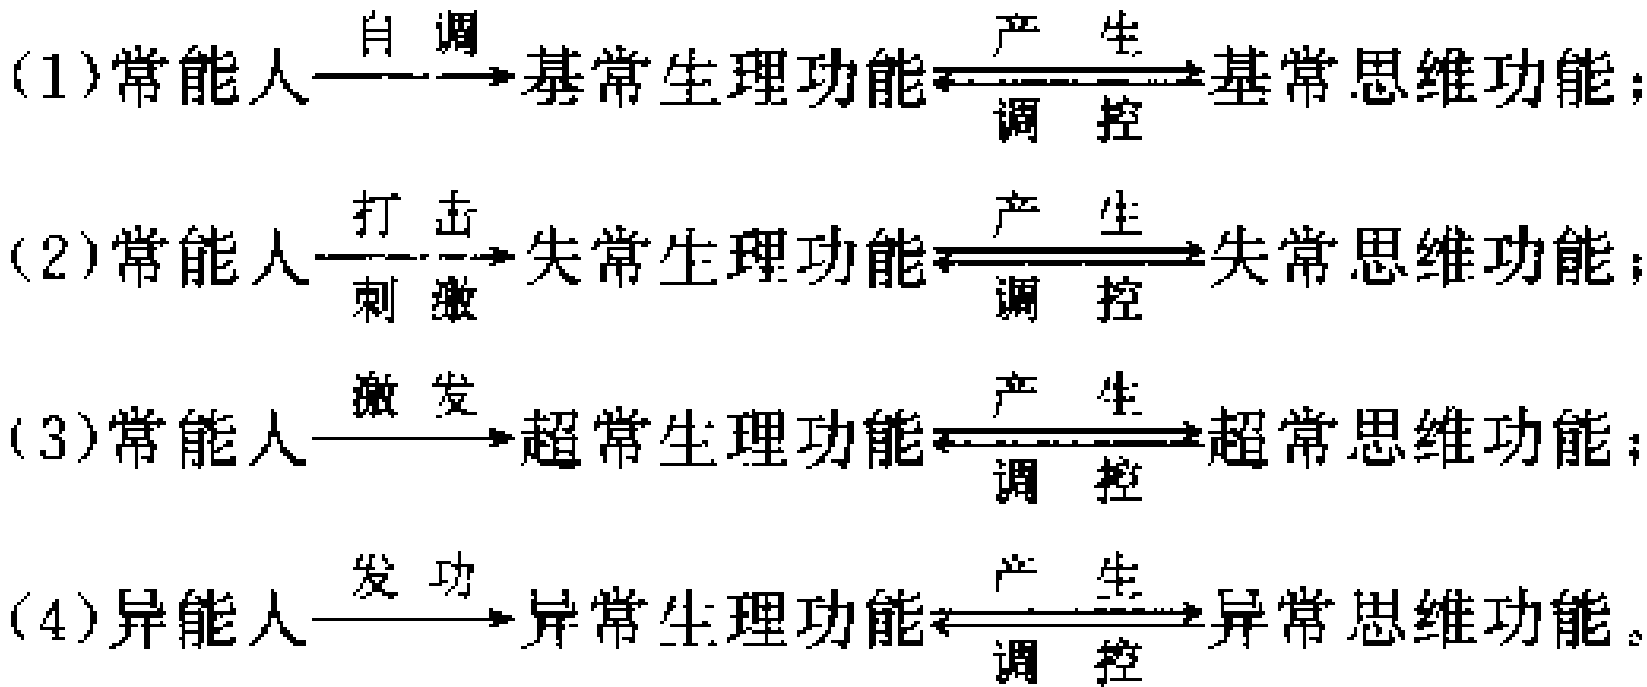 自调 产生
(1)常能人⟶基常生理功能⇌基常思维功能;
调控
打击 产生
(2)常能人⟶失常生理功能⇌失常思维功能;
刺激 调控
激发 产生
(3)常能人⟶超常生理功能⇌超常思维功能;
调控
发功 产生
(4)异能人⟶异常生理功能⇌异常思维功能。
调控